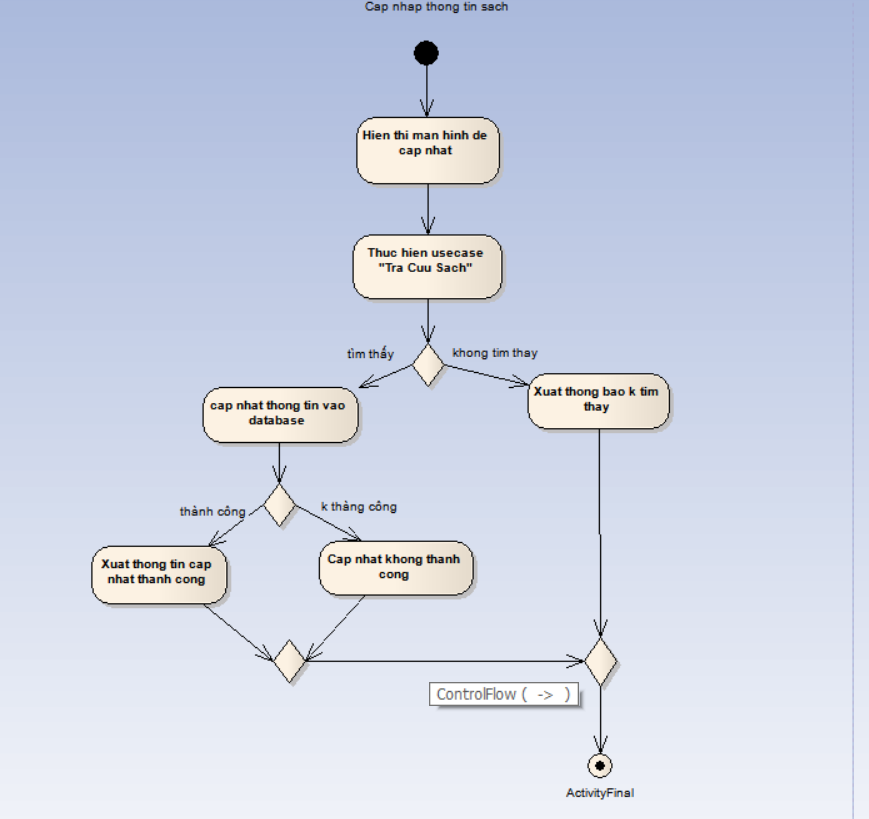 Cap nhap thong tin sach
Hien thi man hinh de
cap nhat
Thuc hien usecase
"Tra Cuu Sach"
tìm thấy
khong tim thay
cap nhat thong tin vao
database
Xuat thong bao k tim
thay
thành công
k thàng công
Xuat thong tin cap
nhat thanh cong
Cap nhat khong thanh
cong
ControlFlow ( -> )
ActivityFinal